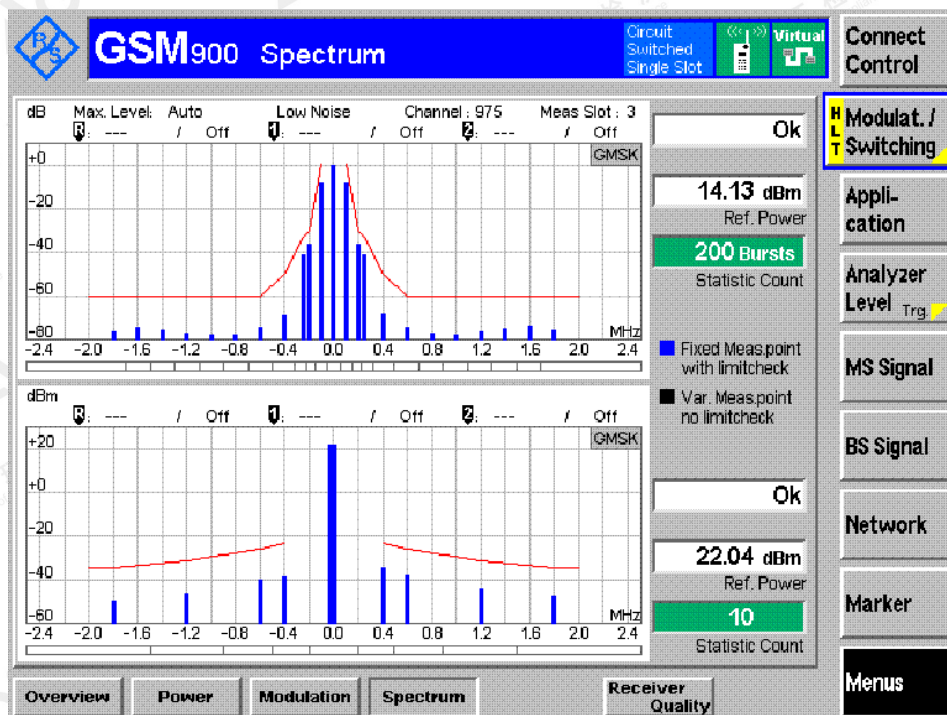 R/S
GSM900 Spectrum
Circuit Switched Single Slot
Virtual
Connect Control
dB Max. Level: Auto Low Noise Channel : 975 Meas Slot : 3
R: --- / Off 1: --- / Off 2: --- / Off
GMSK
+0
-20
-40
-60
-80
MHz
-2.4 -2.0 -1.6 -1.2 -0.8 -0.4 0.0 0.4 0.8 1.2 1.6 2.0 2.4
Ok
14.13 dBm
Ref. Power
200 Bursts
Statistic Count
Fixed Meas.point
with limitcheck
Var. Meas.point
no limitcheck
dBm
R: --- / Off 1: --- / Off 2: --- / Off
GMSK
+20
+0
-20
-40
-60
MHz
-2.4 -2.0 -1.6 -1.2 -0.8 -0.4 0.0 0.4 0.8 1.2 1.6 2.0 2.4
Ok
22.04 dBm
Ref. Power
10
Statistic Count
HLT
Modulat. /
Switching
Appli-
cation
Analyzer
Level Trg.
MS Signal
BS Signal
Network
Marker
Menus
Overview
Power
Modulation
Spectrum
Receiver
Quality